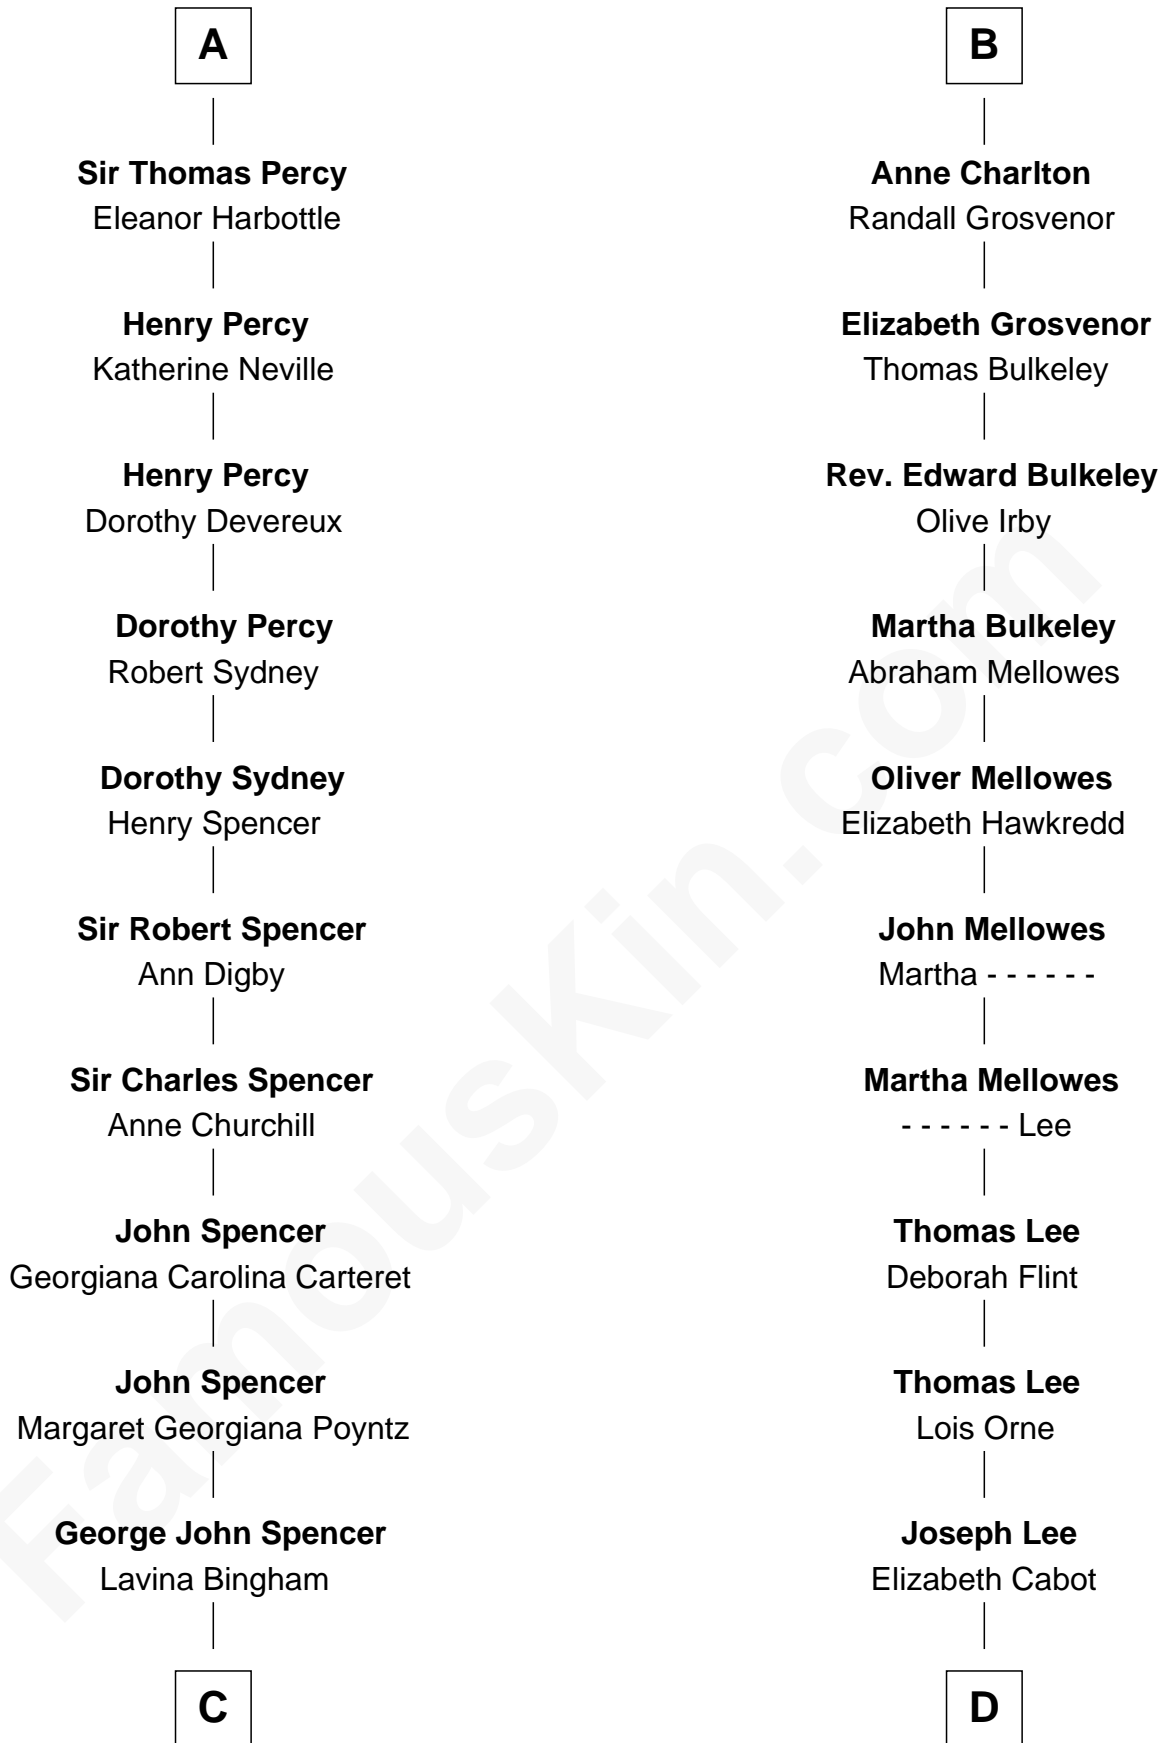 A
Sir Thomas Percy
Eleanor Harbottle
Henry Percy
Katherine Neville
Henry Percy
Dorothy Devereux
Dorothy Percy
Robert Sydney
Dorothy Sydney
Henry Spencer
Sir Robert Spencer
Ann Digby
Sir Charles Spencer
Anne Churchill
John Spencer
Georgiana Carolina Carteret
John Spencer
Margaret Georgiana Poyntz
George John Spencer
Lavina Bingham
C
B
Anne Charlton
Randall Grosvenor
Elizabeth Grosvenor
Thomas Bulkeley
Rev. Edward Bulkeley
Olive Irby
Martha Bulkeley
Abraham Mellowes
Oliver Mellowes
Elizabeth Hawkredd
John Mellowes
Martha - - - - - -
Martha Mellowes
- - - - - - Lee
Thomas Lee
Deborah Flint
Thomas Lee
Lois Orne
Joseph Lee
Elizabeth Cabot
D
FamousKin.com